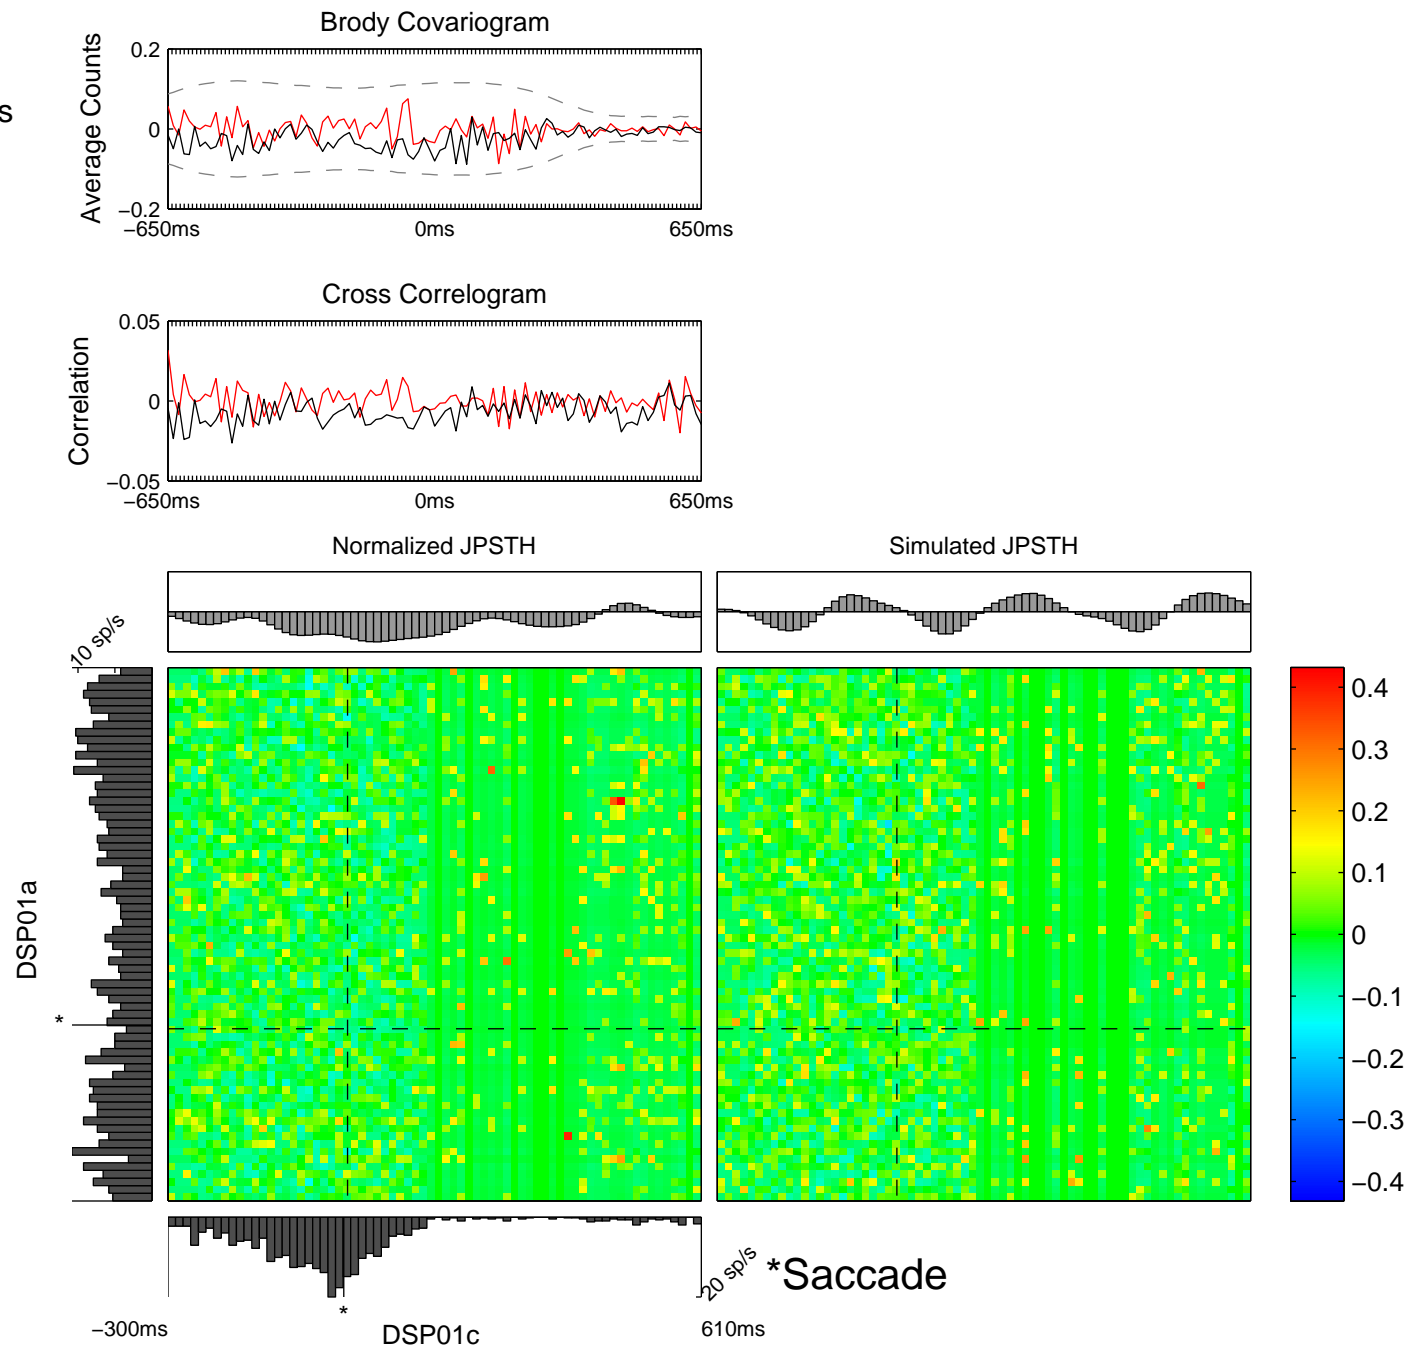 Brody Covariogram
Average Counts
s
0.2
0
−0.2
−650ms
0ms
650ms
Cross Correlogram
Correlation
0.05
0
−0.05
−650ms
0ms
650ms
Normalized JPSTH
Simulated JPSTH
10 sp/s
DSP01a
*
0.4
0.3
0.2
0.1
0
−0.1
−0.2
−0.3
−0.4
20 sp/s
*Saccade
*
−300ms
DSP01c
610ms